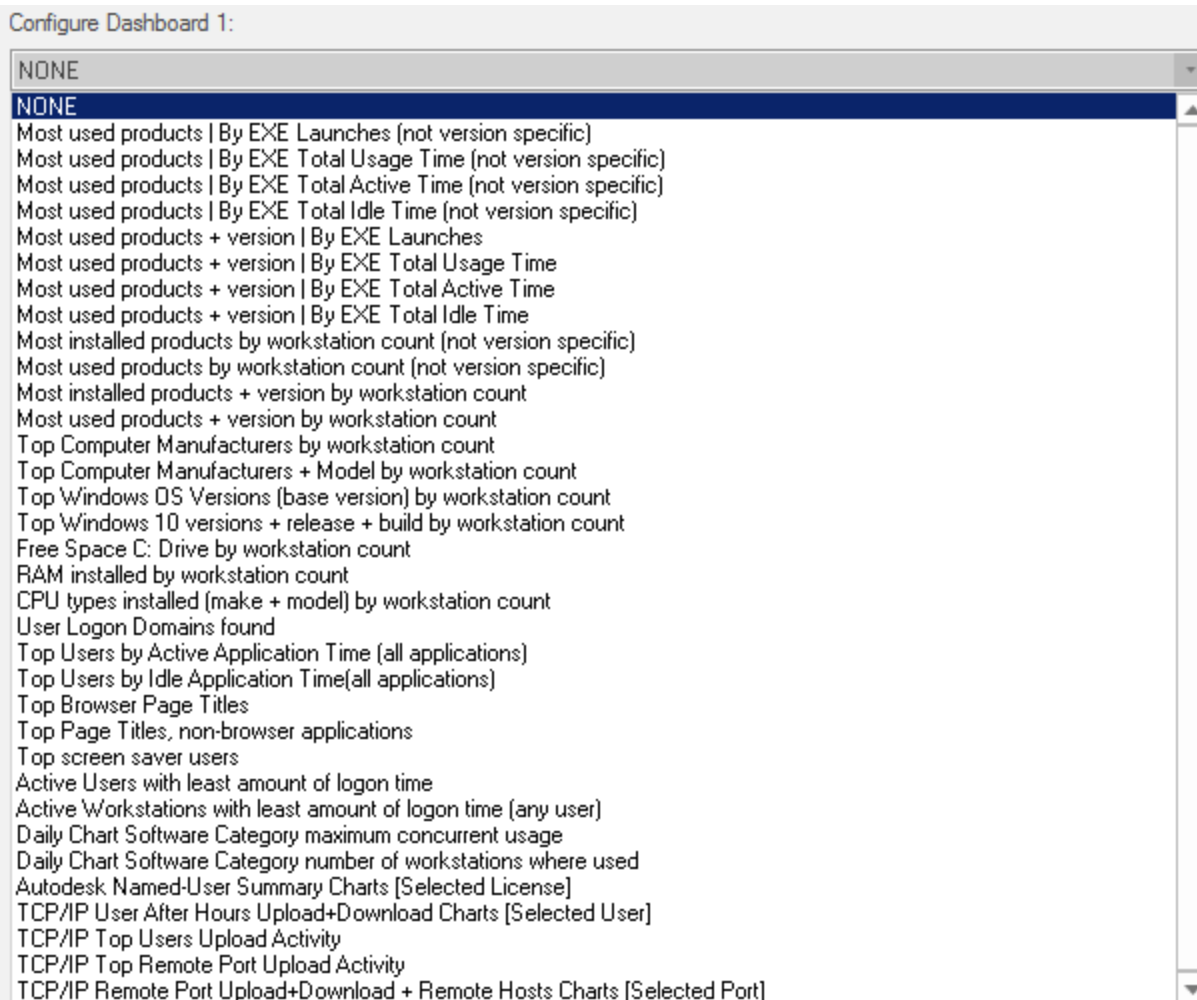 Configure Dashboard 1:
NONE
NONE
Most used products | By EXE Launches (not version specific)
Most used products | By EXE Total Usage Time (not version specific)
Most used products | By EXE Total Active Time (not version specific)
Most used products | By EXE Total Idle Time (not version specific)
Most used products + version | By EXE Launches
Most used products + version | By EXE Total Usage Time
Most used products + version | By EXE Total Active Time
Most used products + version | By EXE Total Idle Time
Most installed products by workstation count (not version specific)
Most used products by workstation count (not version specific)
Most installed products + version by workstation count
Most used products + version by workstation count
Top Computer Manufacturers by workstation count
Top Computer Manufacturers + Model by workstation count
Top Windows OS Versions (base version) by workstation count
Top Windows 10 versions + release + build by workstation count
Free Space C: Drive by workstation count
RAM installed by workstation count
CPU types installed (make + model) by workstation count
User Logon Domains found
Top Users by Active Application Time (all applications)
Top Users by Idle Application Time(all applications)
Top Browser Page Titles
Top Page Titles, non-browser applications
Top screen saver users
Active Users with least amount of logon time
Active Workstations with least amount of logon time (any user)
Daily Chart Software Category maximum concurrent usage
Daily Chart Software Category number of workstations where used
Autodesk Named-User Summary Charts [Selected License]
TCP/IP User After Hours Upload+Download Charts [Selected User]
TCP/IP Top Users Upload Activity
TCP/IP Top Remote Port Upload Activity
TCP/IP Remote Port Upload+Download + Remote Hosts Charts [Selected Port]